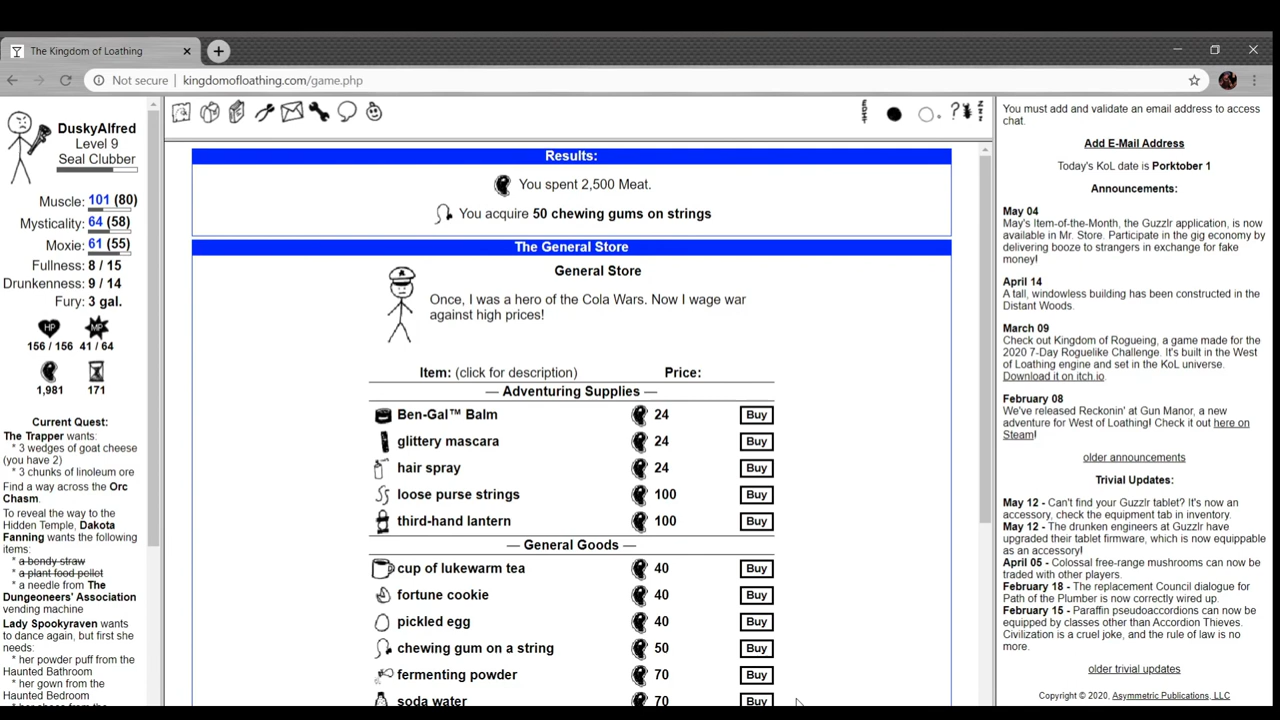 The Kingdom of Loathing
Not secure | kingdomofloathing.com/game.php
DuskyAlfred
Level 9
Seal Clubber
Muscle: 101 (80)
Mysticality: 64 (58)
Moxie: 61 (55)
Fullness: 8 / 15
Drunkenness: 9 / 14
Fury: 3 gal.
HP MP
156 / 156 41 / 64
1,981 171
Current Quest:
The Trapper wants:
* 3 wedges of goat cheese
(you have 2)
* 3 chunks of linoleum ore
Find a way across the Orc
Chasm.
To reveal the way to the
Hidden Temple, Dakota
Fanning wants the following
items:
* a bendy straw
* a plant food pellet
* a needle from The
Dungeoneers' Association
vending machine
Lady Spookyraven wants
to dance again, but first she
needs:
* her powder puff from the
Haunted Bathroom
* her gown from the
Haunted Bedroom
Results:
You spent 2,500 Meat.
You acquire 50 chewing gums on strings
The General Store
General Store
Once, I was a hero of the Cola Wars. Now I wage war
against high prices!
Item: (click for description) Price:
— Adventuring Supplies —
Ben-Gal™ Balm 24 Buy
glittery mascara 24 Buy
hair spray 24 Buy
loose purse strings 100 Buy
third-hand lantern 100 Buy
— General Goods —
cup of lukewarm tea 40 Buy
fortune cookie 40 Buy
pickled egg 40 Buy
chewing gum on a string 50 Buy
fermenting powder 70 Buy
soda water 70 Buy
You must add and validate an email address to access
chat.
Add E-Mail Address
Today's KoL date is Porktober 1
Announcements:
May 04
May's Item-of-the-Month, the Guzzlr application, is now
available in Mr. Store. Participate in the gig economy by
delivering booze to strangers in exchange for fake
money!
April 14
A tall, windowless building has been constructed in the
Distant Woods.
March 09
Check out Kingdom of Rogueing, a game made for the
2020 7-Day Roguelike Challenge. It's built in the West
of Loathing engine and set in the KoL universe.
Download it on itch.io.
February 08
We've released Reckonin' at Gun Manor, a new
adventure for West of Loathing! Check it out here on
Steam!
older announcements
Trivial Updates:
May 12 - Can't find your Guzzlr tablet? It's now an
accessory, check the equipment tab in inventory.
May 12 - The drunken engineers at Guzzlr have
upgraded their tablet firmware, which is now equippable
as an accessory!
April 05 - Colossal free-range mushrooms can now be
traded with other players.
February 18 - The replacement Council dialogue for
Path of the Plumber is now correctly wired up.
February 15 - Paraffin pseudoaccordions can now be
equipped by classes other than Accordion Thieves.
Civilization is a cruel joke, and the rule of law is no
more.
older trivial updates
Copyright © 2020, Asymmetric Publications, LLC